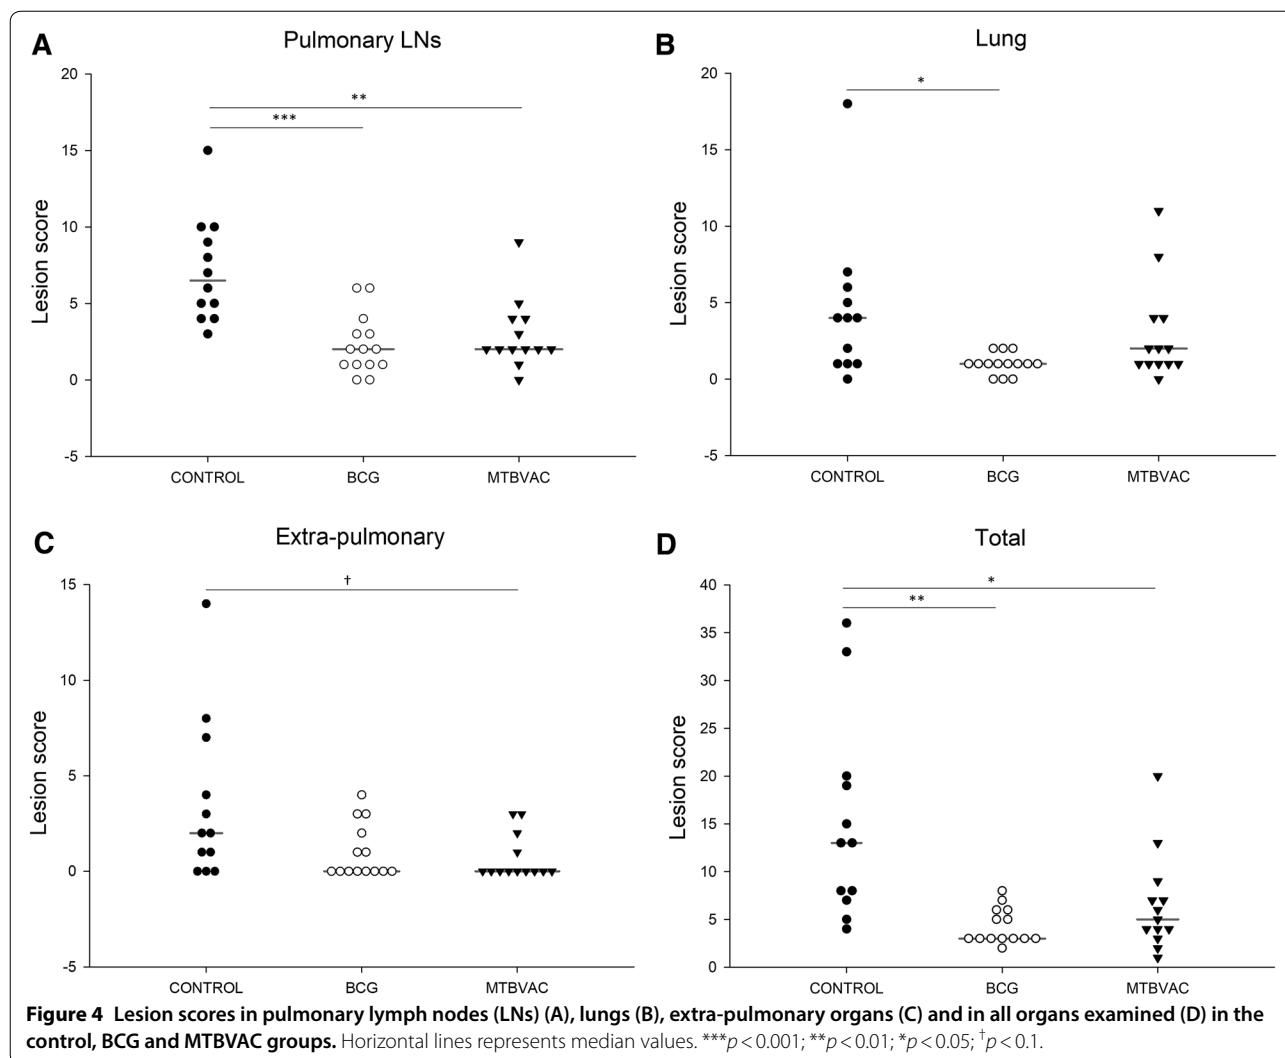 A
Pulmonary LNs
20
15
10
5
0
-5
Lesion score
**
***
CONTROL BCG MTBVAC
B
Lung
20
15
10
5
0
-5
Lesion score
*
CONTROL BCG MTBVAC
C
Extra-pulmonary
15
10
5
0
-5
Lesion score
†
CONTROL BCG MTBVAC
D
Total
40
35
30
25
20
15
10
5
0
Lesion score
*
**
CONTROL BCG MTBVAC
Figure 4 Lesion scores in pulmonary lymph nodes (LNs) (A), lungs (B), extra-pulmonary organs (C) and in all organs examined (D) in the
control, BCG and MTBVAC groups. Horizontal lines represents median values. ***p < 0.001; **p < 0.01; *p < 0.05; †p < 0.1.